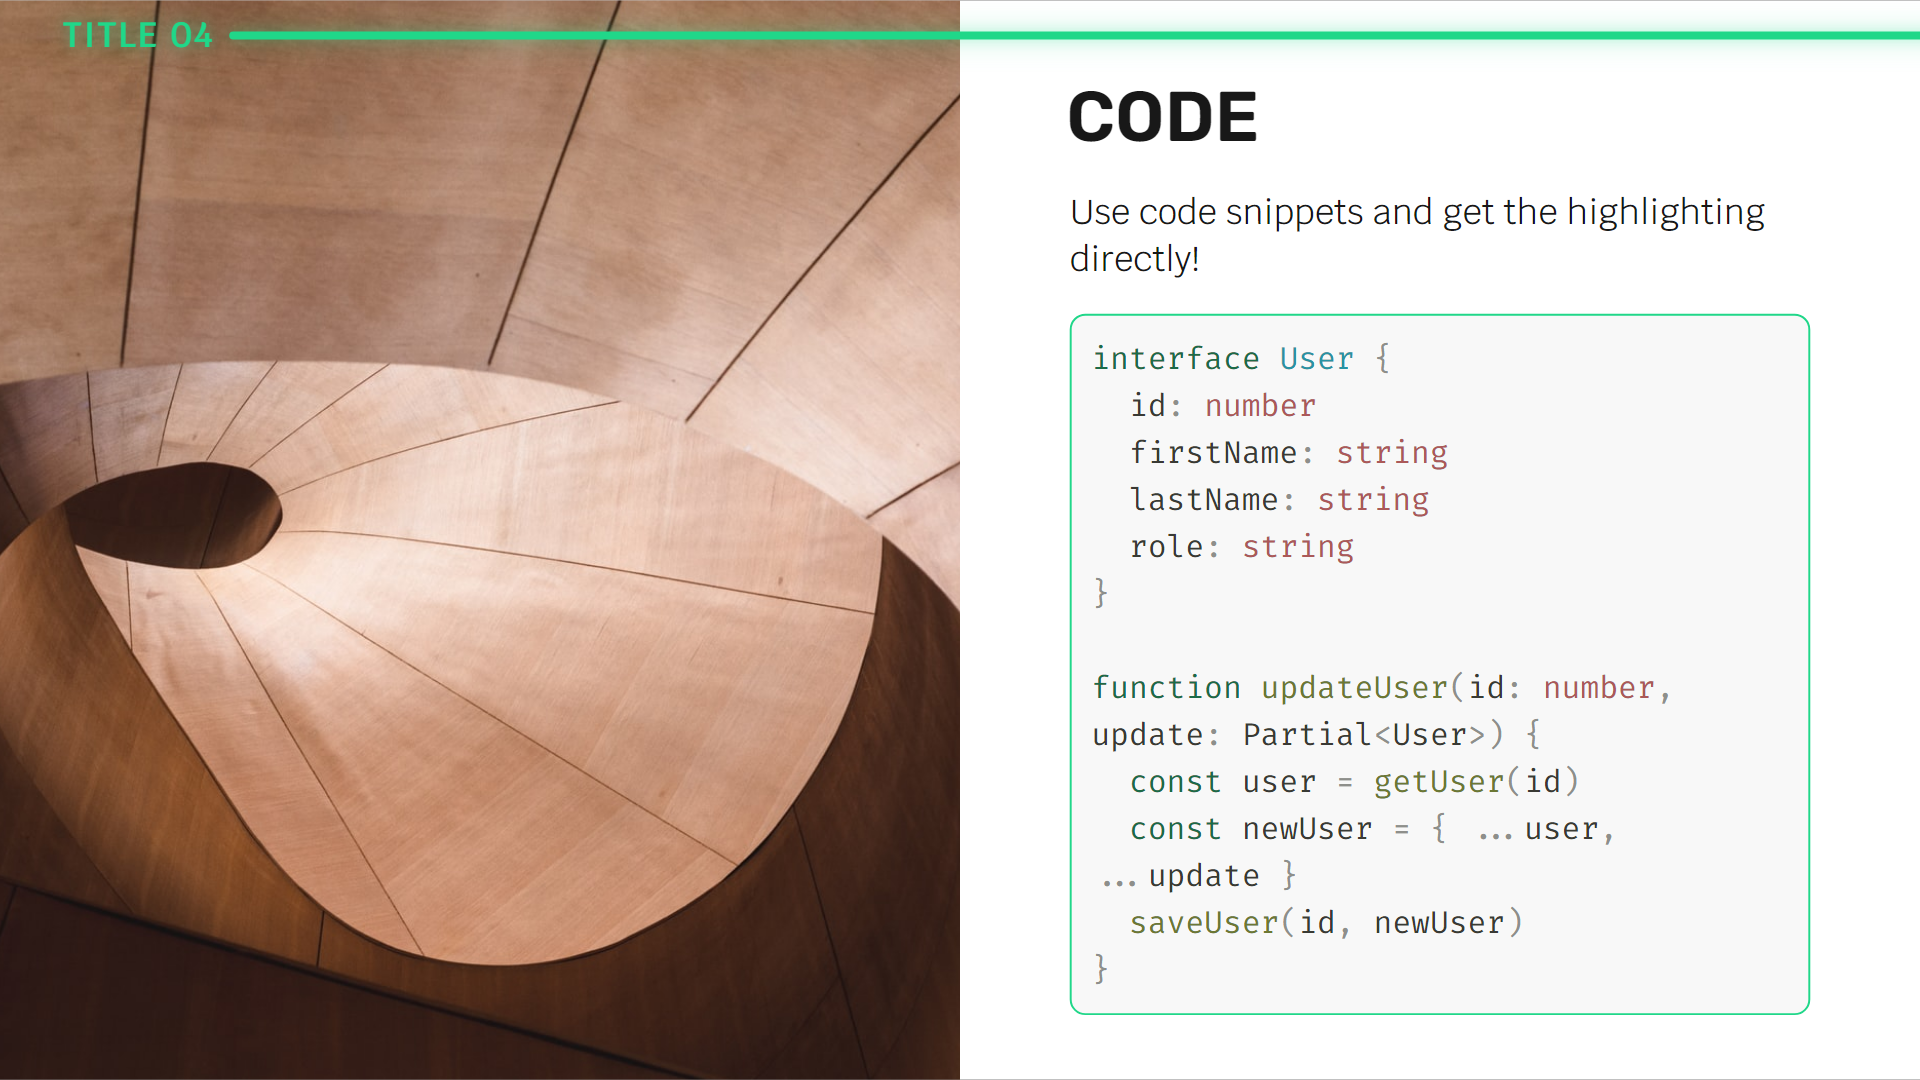 TITLE 04
CODE
Use code snippets and get the highlighting
directly!
interface User {
  id: number
  firstName: string
  lastName: string
  role: string
}

function updateUser(id: number,
update: Partial<User>) {
  const user = getUser(id)
  const newUser = { ...user,
...update }
  saveUser(id, newUser)
}